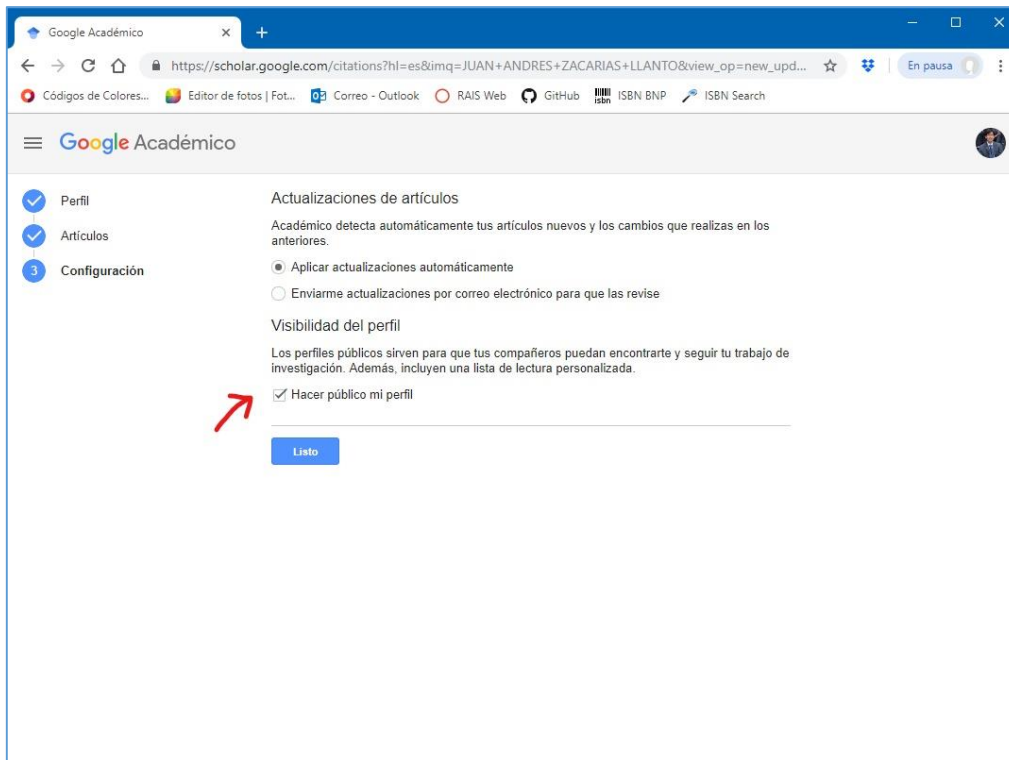 Google Académico
https://scholar.google.com/citations?hl=es&imq=JUAN+ANDRES+ZACARIAS+LLANTO&view_op=new_upd...
En pausa
Códigos de Colores...
Editor de fotos | Fot...
Correo - Outlook
RAIS Web
GitHub
isbn
ISBN BNP
ISBN Search
Google Académico
Perfil
Artículos
3
Configuración
Actualizaciones de artículos
Académico detecta automáticamente tus artículos nuevos y los cambios que realizas en los
anteriores.
Aplicar actualizaciones automáticamente
Enviarme actualizaciones por correo electrónico para que las revise
Visibilidad del perfil
Los perfiles públicos sirven para que tus compañeros puedan encontrarte y seguir tu trabajo de
investigación. Además, incluyen una lista de lectura personalizada.
Hacer público mi perfil
Listo